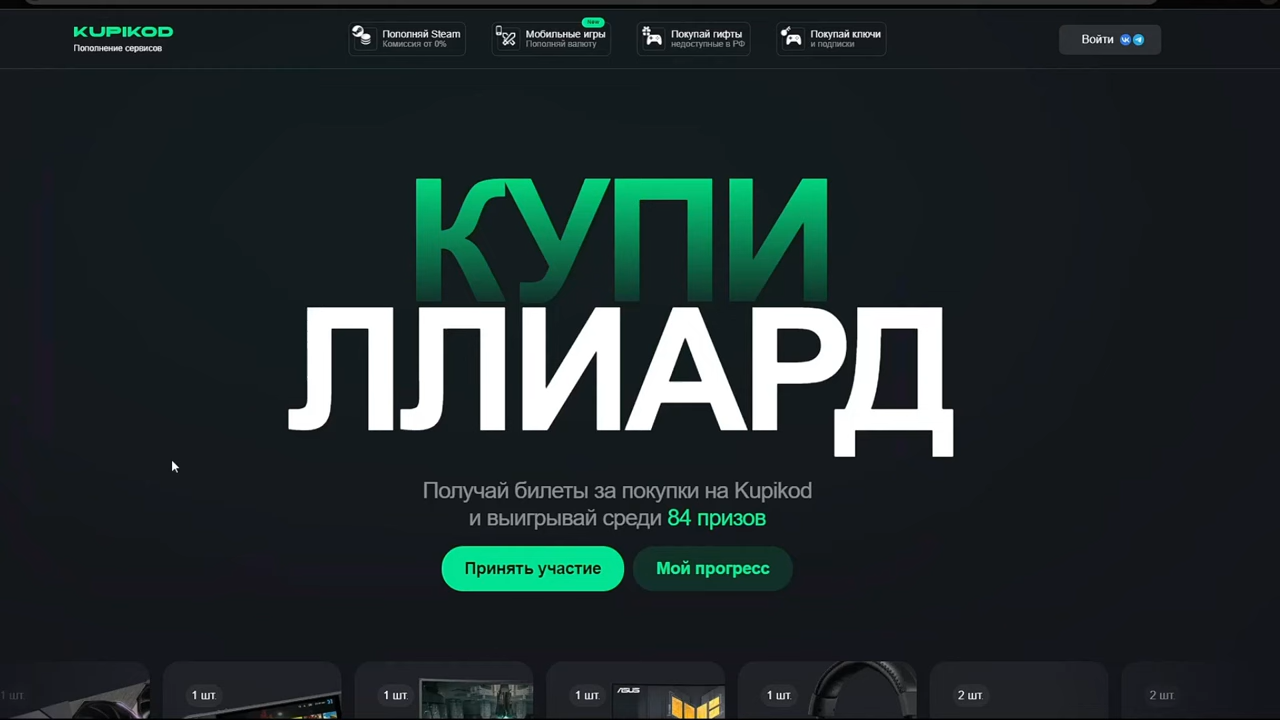 KUPIKOD
Пополнение сервисов
Пополняй Steam
Комиссия от 0%
New
Мобильные игры
Пополняй валюту
Покупай гифты
недоступные в РФ
Покупай ключи
и подписки
Войти
КУПИ
ЛЛИАРД
Получай билеты за покупки на Kupikod
и выигрывай среди 84 призов
Принять участие
Мой прогресс
1 шт.
1 шт.
1 шт.
1 шт.
1 шт.
2 шт.
2 шт.
ASUS